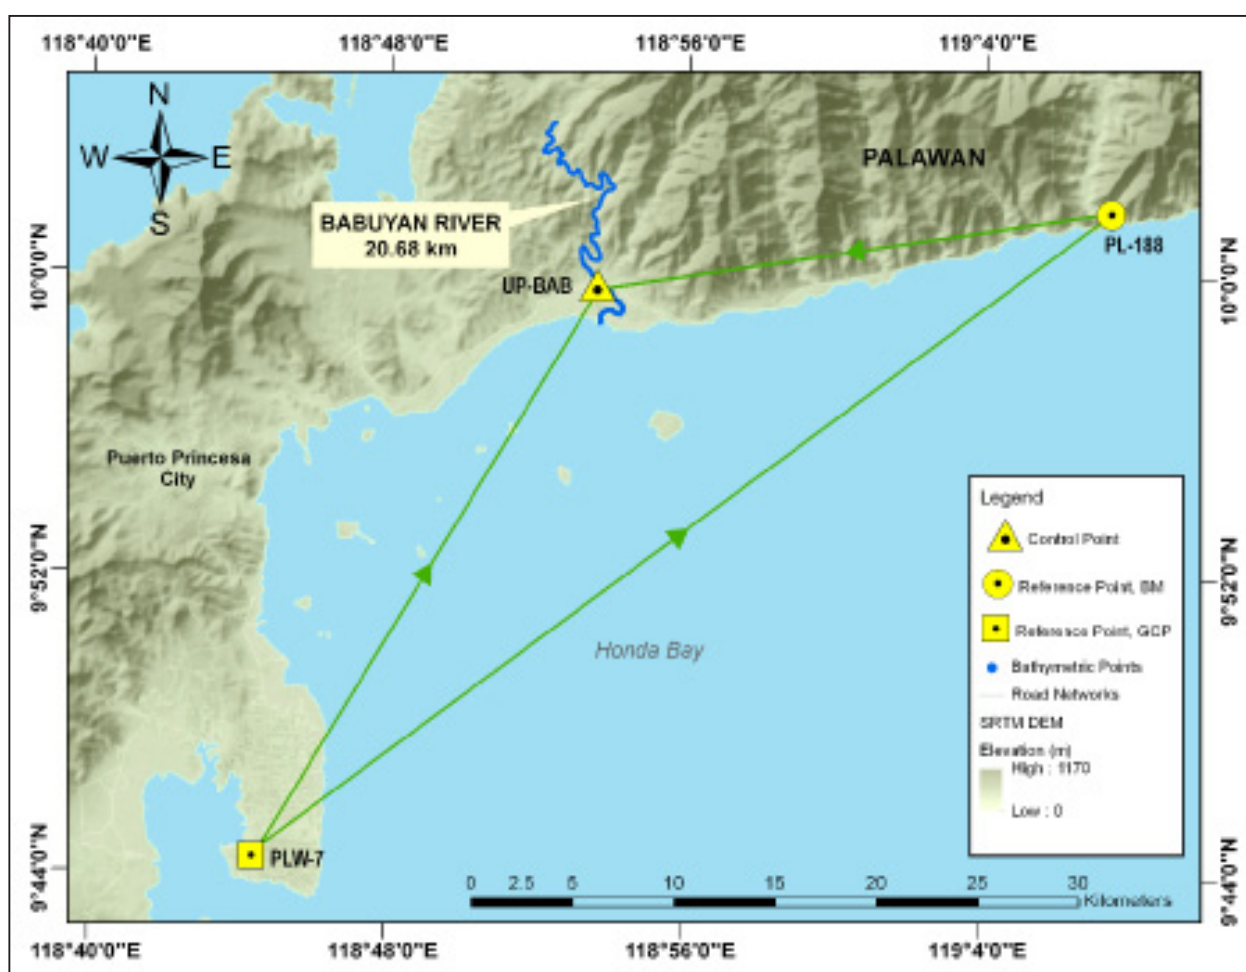 118°40'0"E
118°48'0"E
118°56'0"E
119°4'0"E
N
W
E
S
PALAWAN
BABUYAN RIVER
20.68 km
PL-188
10°0'0"N
10°0'0"N
UP-BAB
Puerto Princesa
City
Legend
Control Point
Reference Point, BM
Reference Point, GCP
Bathymetric Points
Road Networks
SRTM DEM
Elevation (m)
High : 1170
Low : 0
9°52'0"N
9°52'0"N
Honda Bay
PLW-7
9°44'0"N
9°44'0"N
0 2.5 5 10 15 20 25 30
Kilometers
118°40'0"E
118°48'0"E
118°56'0"E
119°4'0"E